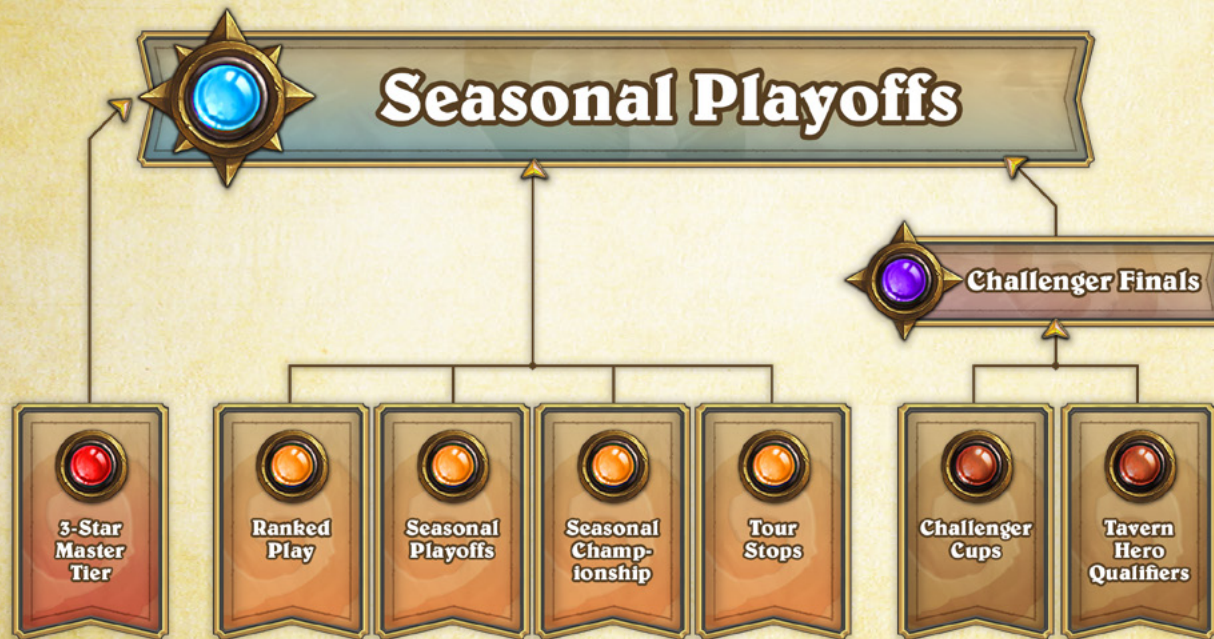 Seasonal Playoffs
Challenger Finals
3-Star
Master
Tier
Ranked
Play
Seasonal
Playoffs
Seasonal
Champ-
ionship
Tour
Stops
Challenger
Cups
Tavern
Hero
Qualifiers